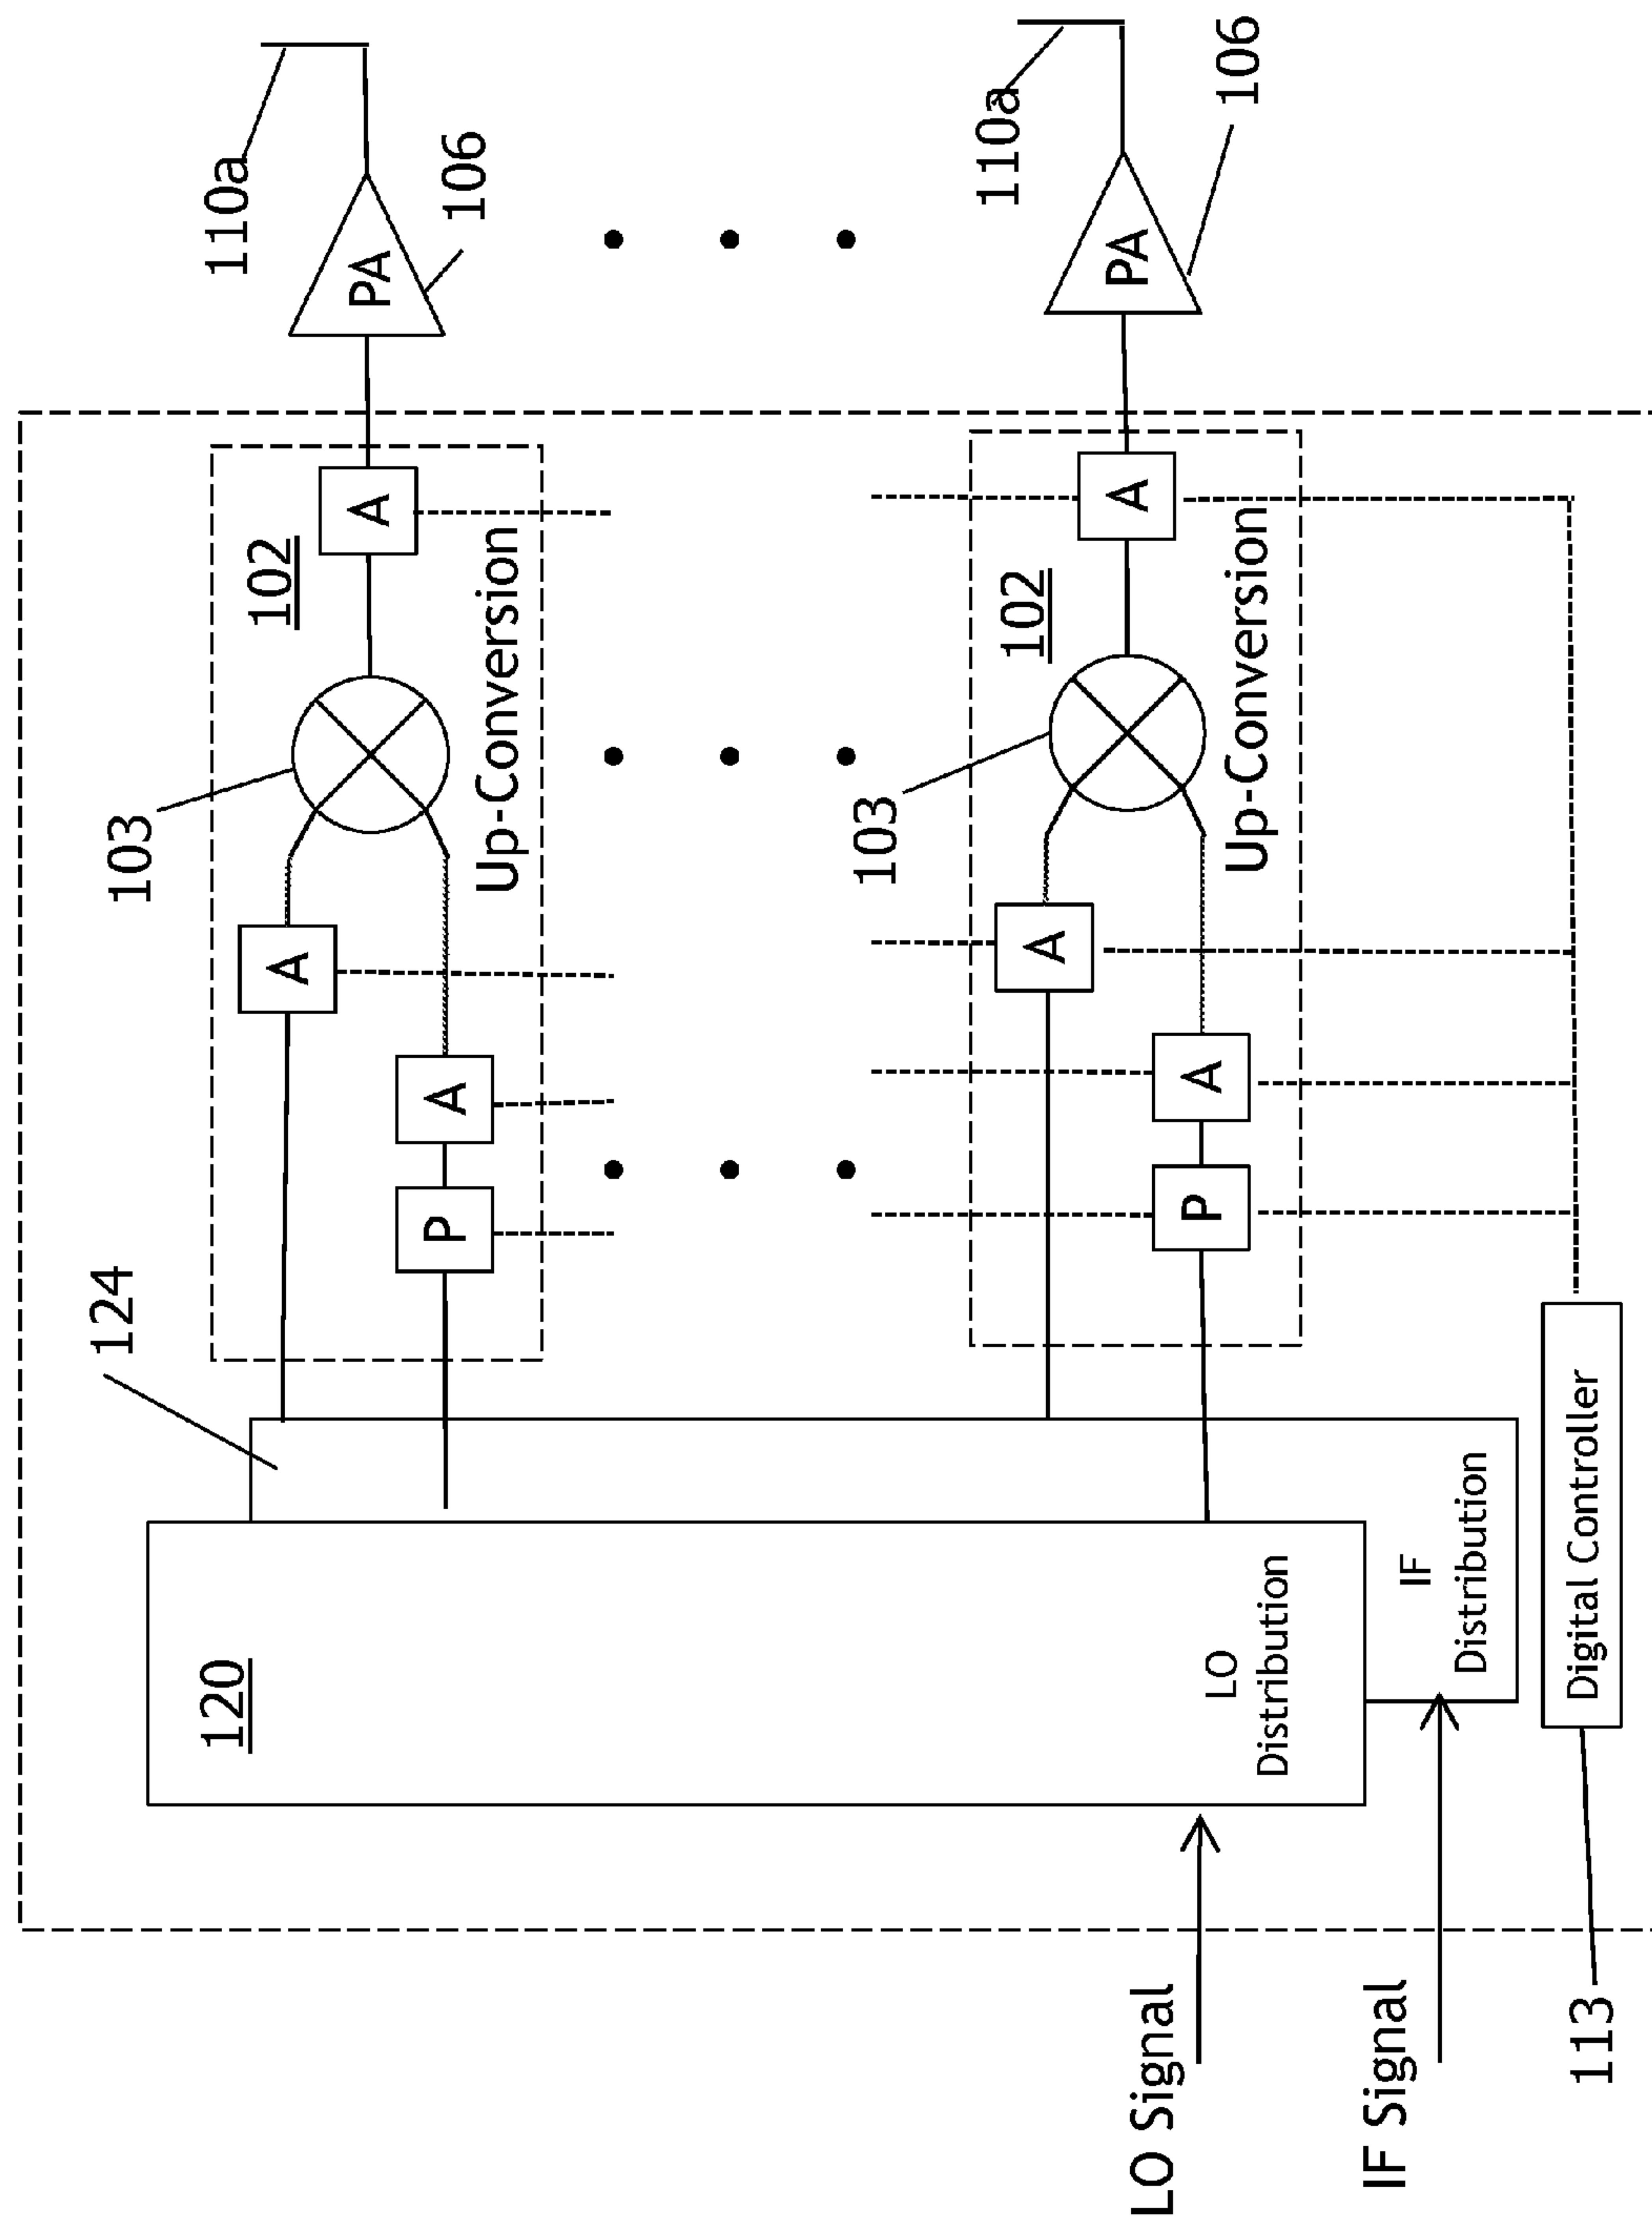 110a
103
102
A
A
PA
106
124
A
P
Up-Conversion
120
110a
103
102
A
A
PA
106
A
P
Up-Conversion
LO
Distribution
LO Signal
IF
Distribution
IF Signal
Digital Controller
113